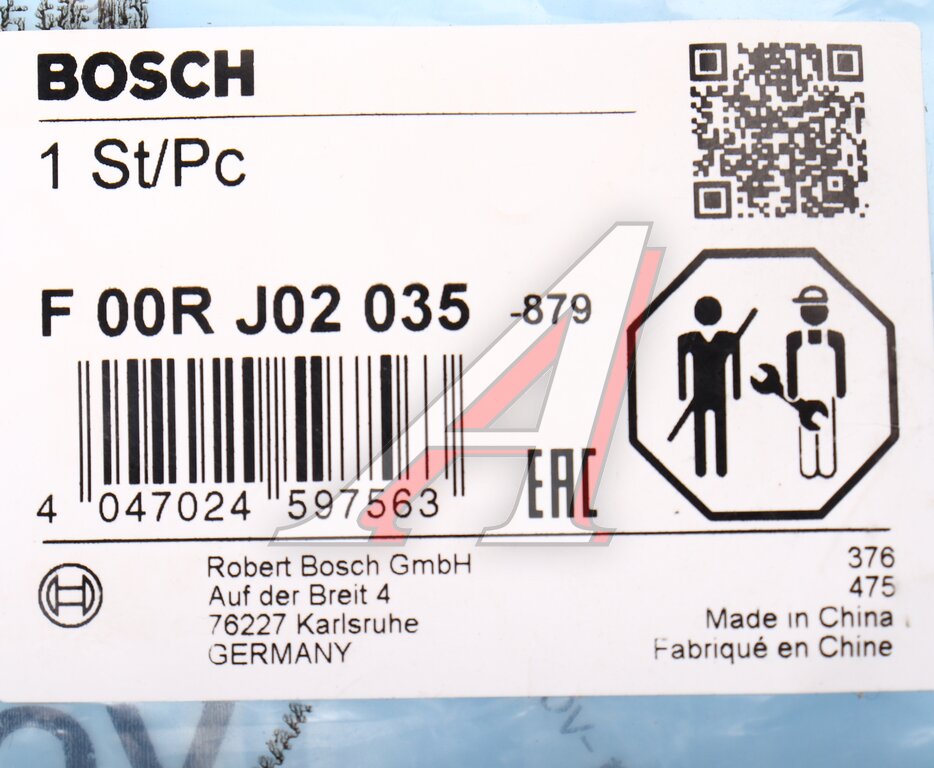 BOSCH
1 St/Pc
F 00R J02 035 -879
4 047024 597563
EAC
Robert Bosch GmbH
Auf der Breit 4
76227 Karlsruhe
GERMANY
376
475
Made in China
Fabriqué en Chine